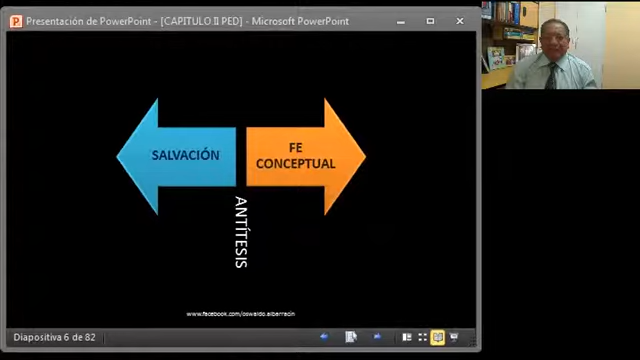 Presentación de PowerPoint - [CAPITULO II PED] - Microsoft PowerPoint
SALVACIÓN
FE
CONCEPTUAL
ANTÍTESIS
www.facebook.com/oswaldo.albarracin
Diapositiva 6 de 82